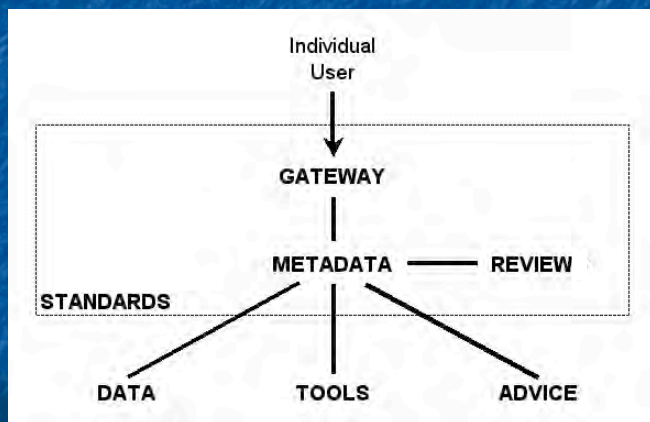 Individual
User
GATEWAY
METADATA
REVIEW
STANDARDS
DATA
TOOLS
ADVICE